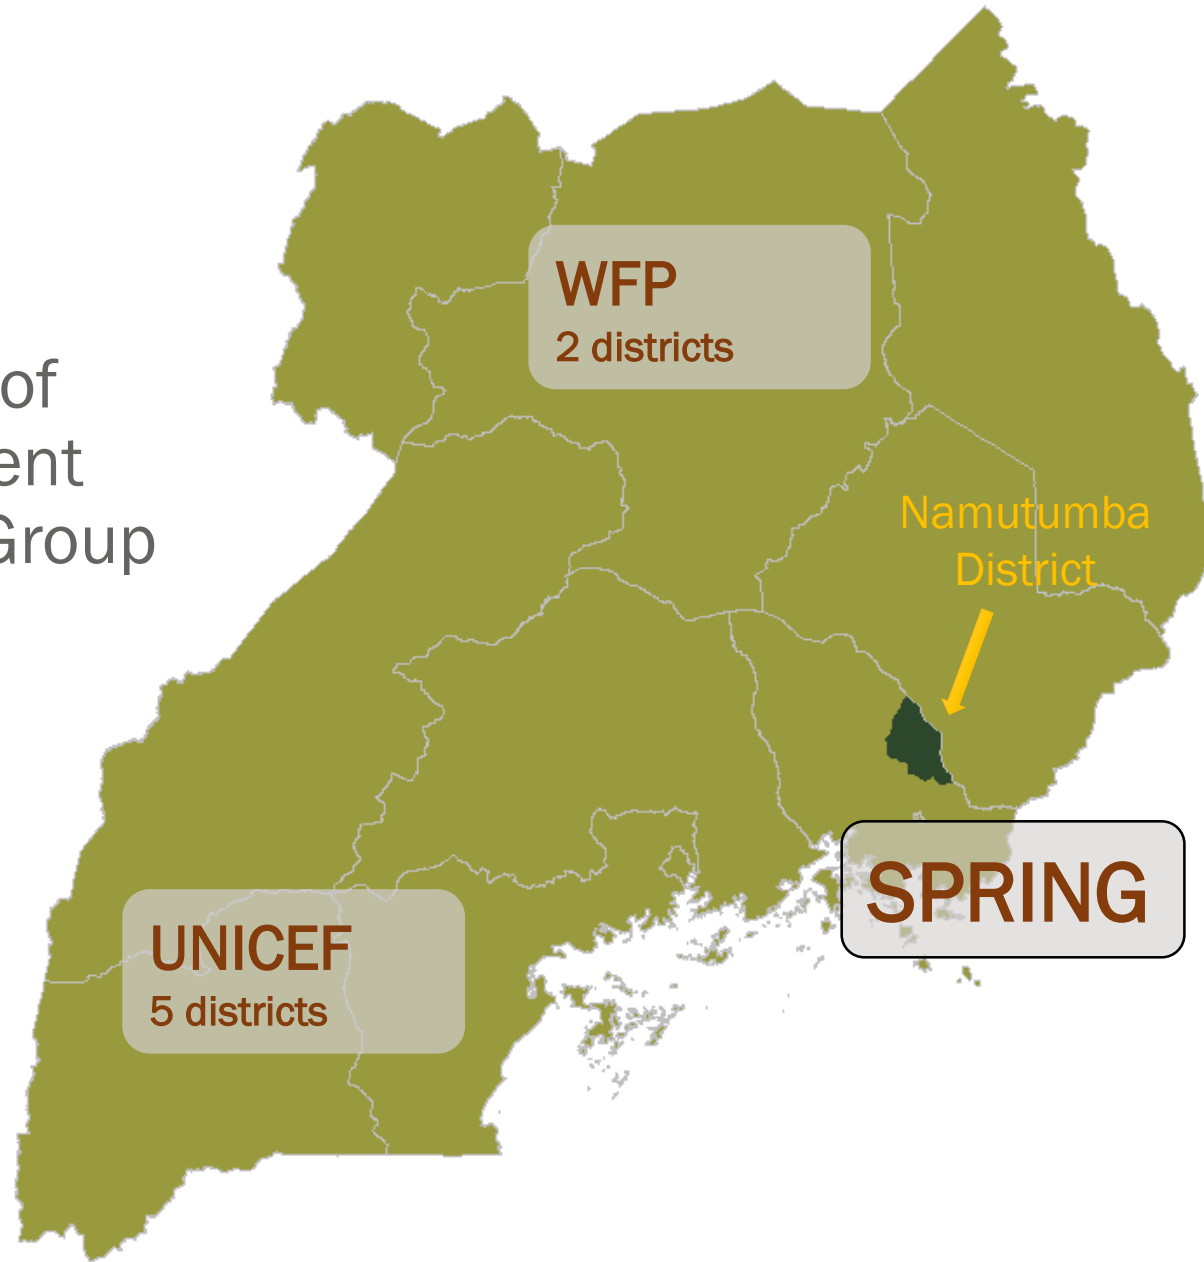 of
ent
Group
WFP
2 districts
Namutumba
District
SPRING
UNICEF
5 districts